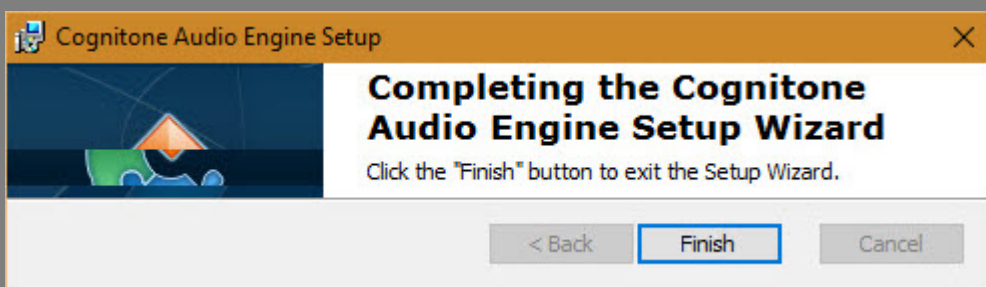 Cognitone Audio Engine Setup
Completing the Cognitone
Audio Engine Setup Wizard
Click the "Finish" button to exit the Setup Wizard.
< Back Finish Cancel